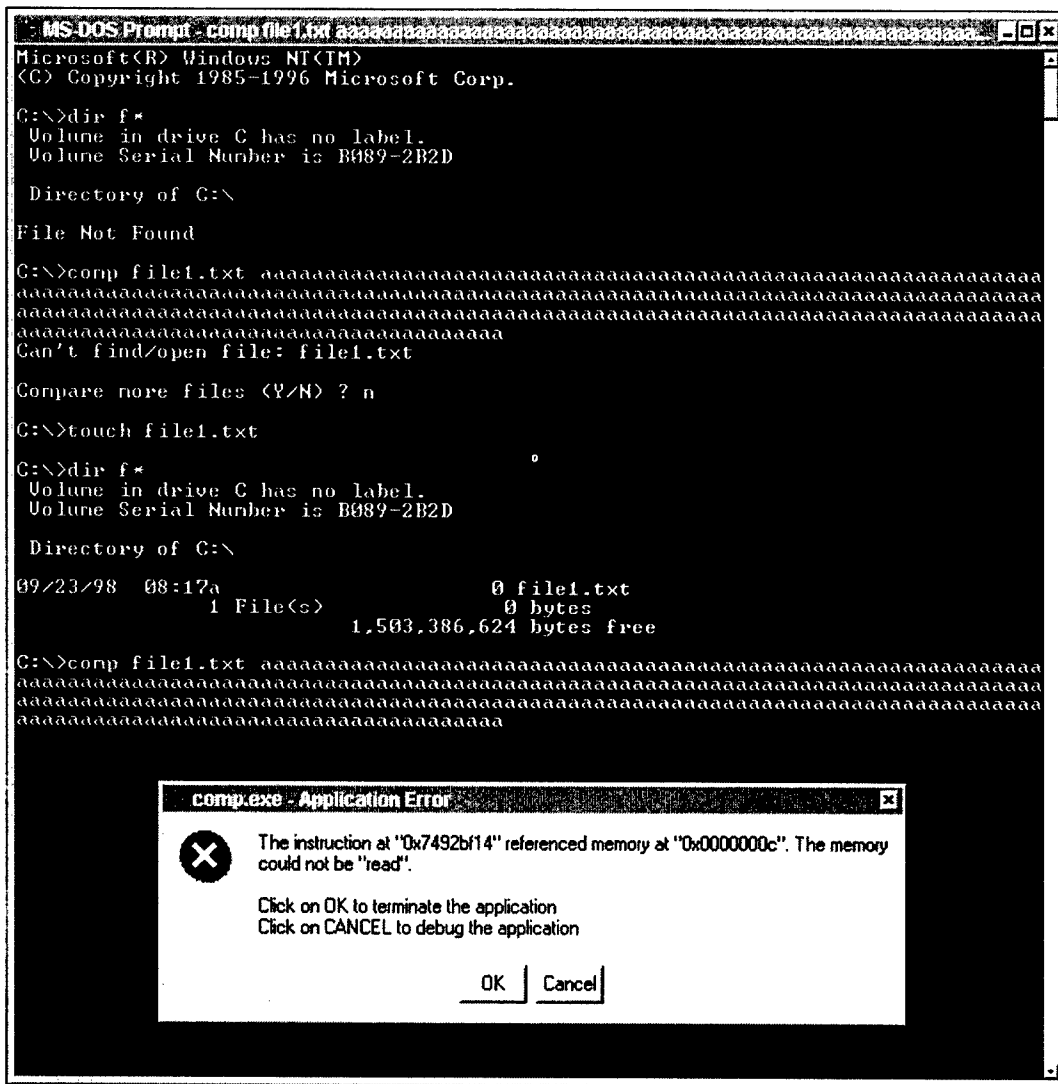 MS-DOS Prompt - comp file1.txt aaaaaaaaaaaaaaaaaaaaaaaaaaaaaaaaaaaaaaaaaaaaaaaaaaaaaaaaaaaaaaaaaaaa...
Microsoft(R) Windows NT(TM)
(C) Copyright 1985-1996 Microsoft Corp.
C:\>dir f*
Volume in drive C has no label.
Volume Serial Number is B089-2B2D
Directory of C:\
File Not Found
C:\>comp file1.txt aaaaaaaaaaaaaaaaaaaaaaaaaaaaaaaaaaaaaaaaaaaaaaaaaaaaaaaaaaaaa
aaaaaaaaaaaaaaaaaaaaaaaaaaaaaaaaaaaaaaaaaaaaaaaaaaaaaaaaaaaaaaaaaaaaaaaaaaaaaaaa
aaaaaaaaaaaaaaaaaaaaaaaaaaaaaaaaaaaaaaaaaaaaaaaaaaaaaaaaaaaaaaaaaaaaaaaaaaaaaaaa
aaaaaaaaaaaaaaaaaaaaaaaaaaaaaaaaaaaaaa
Can't find/open file: file1.txt
Compare more files (Y/N) ? n
C:\>touch file1.txt
C:\>dir f*
Volume in drive C has no label.
Volume Serial Number is B089-2B2D
Directory of C:\
09/23/98 08:17a 0 file1.txt
1 File(s) 0 bytes
1,503,386,624 bytes free
C:\>comp file1.txt aaaaaaaaaaaaaaaaaaaaaaaaaaaaaaaaaaaaaaaaaaaaaaaaaaaaaaaaaaaaa
aaaaaaaaaaaaaaaaaaaaaaaaaaaaaaaaaaaaaaaaaaaaaaaaaaaaaaaaaaaaaaaaaaaaaaaaaaaaaaaa
aaaaaaaaaaaaaaaaaaaaaaaaaaaaaaaaaaaaaaaaaaaaaaaaaaaaaaaaaaaaaaaaaaaaaaaaaaaaaaaa
aaaaaaaaaaaaaaaaaaaaaaaaaaaaaaaaaaaaaa
comp.exe - Application Error
The instruction at "0x7492bf14" referenced memory at "0x0000000c". The memory
could not be "read".
Click on OK to terminate the application
Click on CANCEL to debug the application
OK Cancel